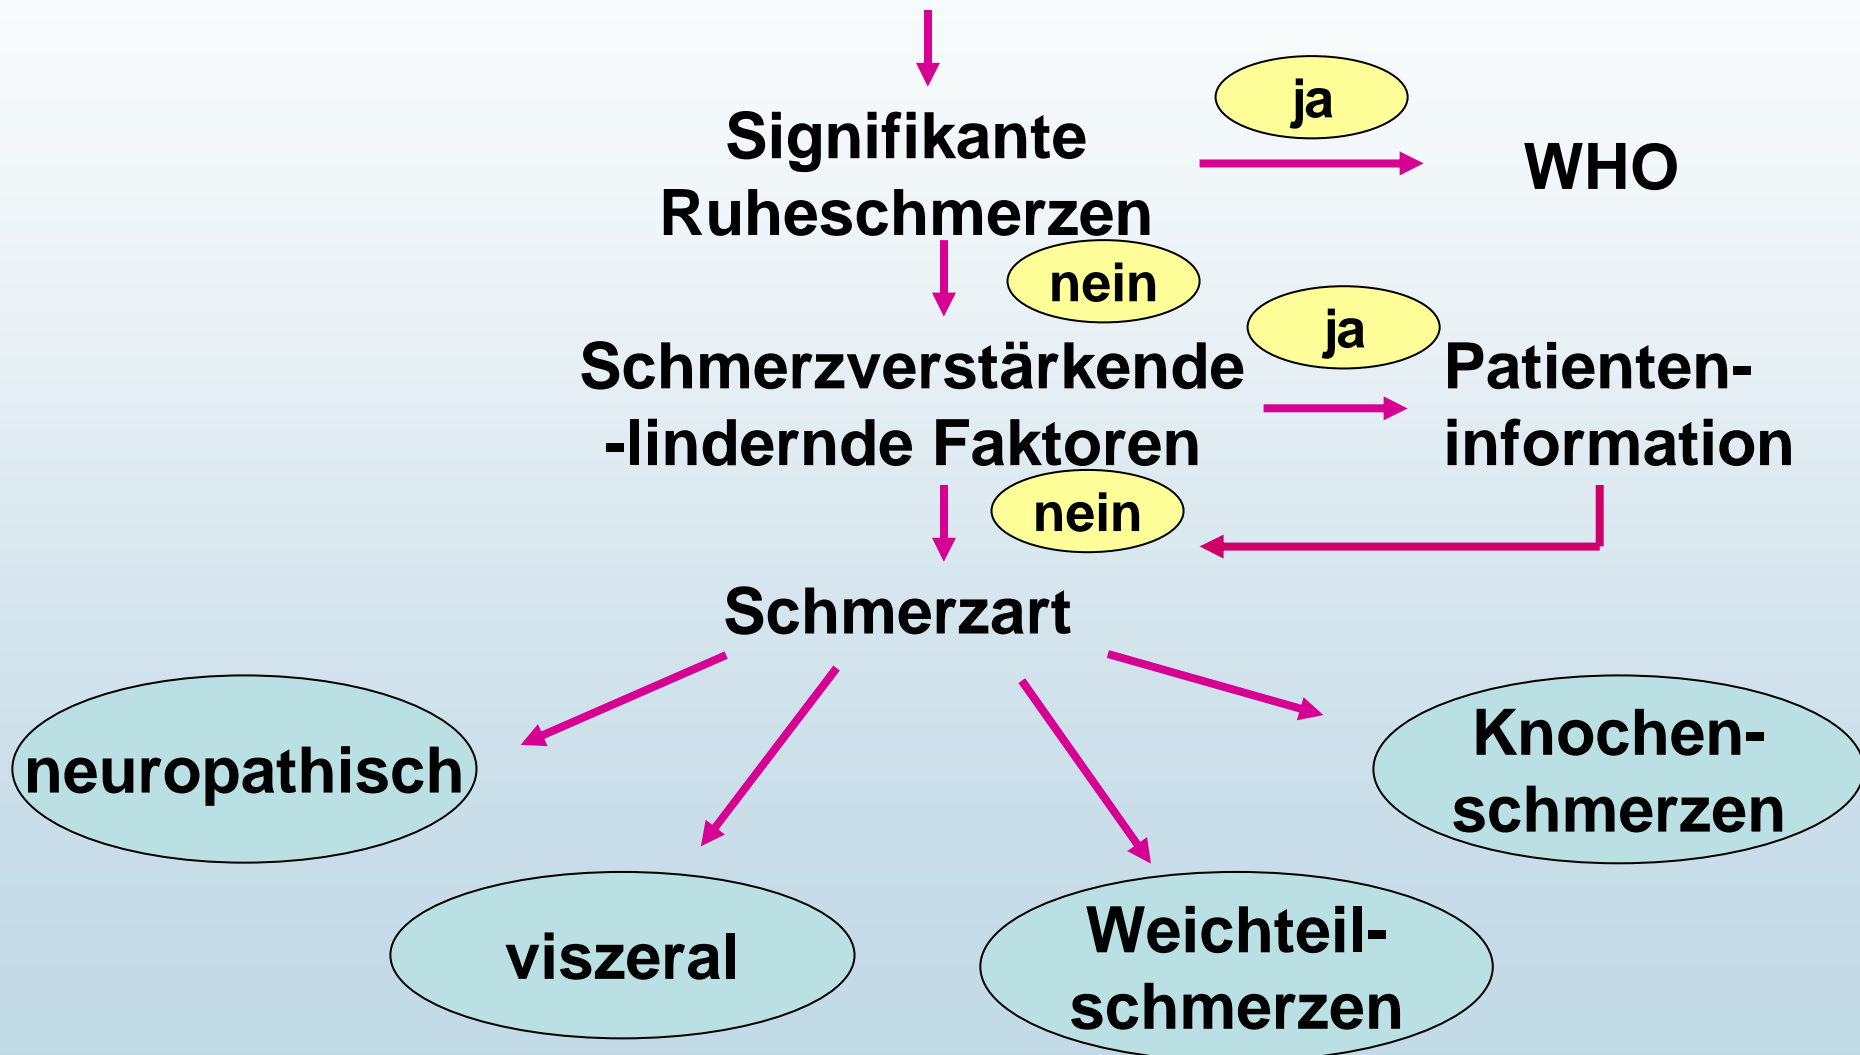 ja
Signifikante
Ruheschmerzen
WHO
nein
ja
Schmerzverstärkende
-lindernde Faktoren
Patienten-
information
nein
Schmerzart
neuropathisch
viszeral
Weichteil-
schmerzen
Knochen-
schmerzen